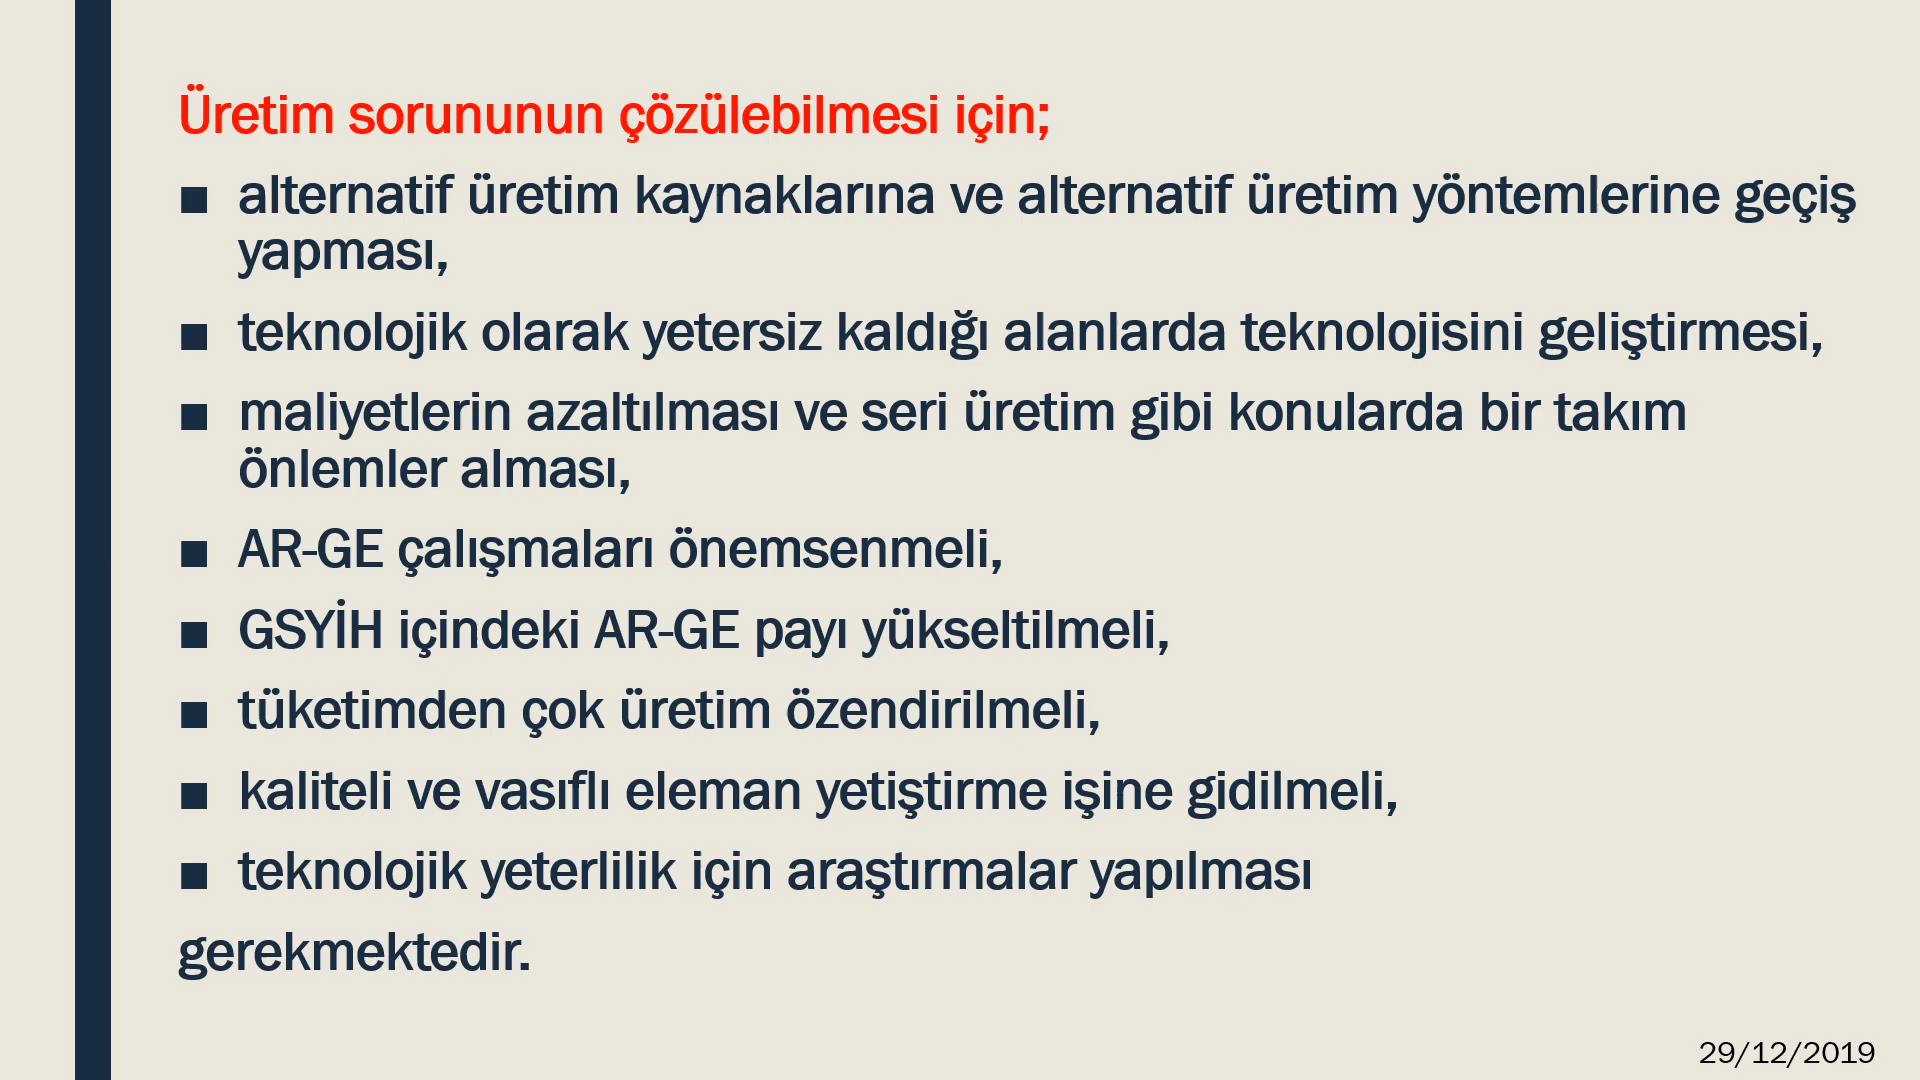 Üretim sorununun çözülebilmesi için;
■ alternatif üretim kaynaklarına ve alternatif üretim yöntemlerine geçiş
yapması,
■ teknolojik olarak yetersiz kaldığı alanlarda teknolojisini geliştirmesi,
■ maliyetlerin azaltılması ve seri üretim gibi konularda bir takım
önlemler alması,
■ AR-GE çalışmaları önemsenmeli,
■ GSYİH içindeki AR-GE payı yükseltilmeli,
■ tüketimden çok üretim özendirilmeli,
■ kaliteli ve vasıflı eleman yetiştirme işine gidilmeli,
■ teknolojik yeterlilik için araştırmalar yapılması
gerekmektedir.
29/12/2019